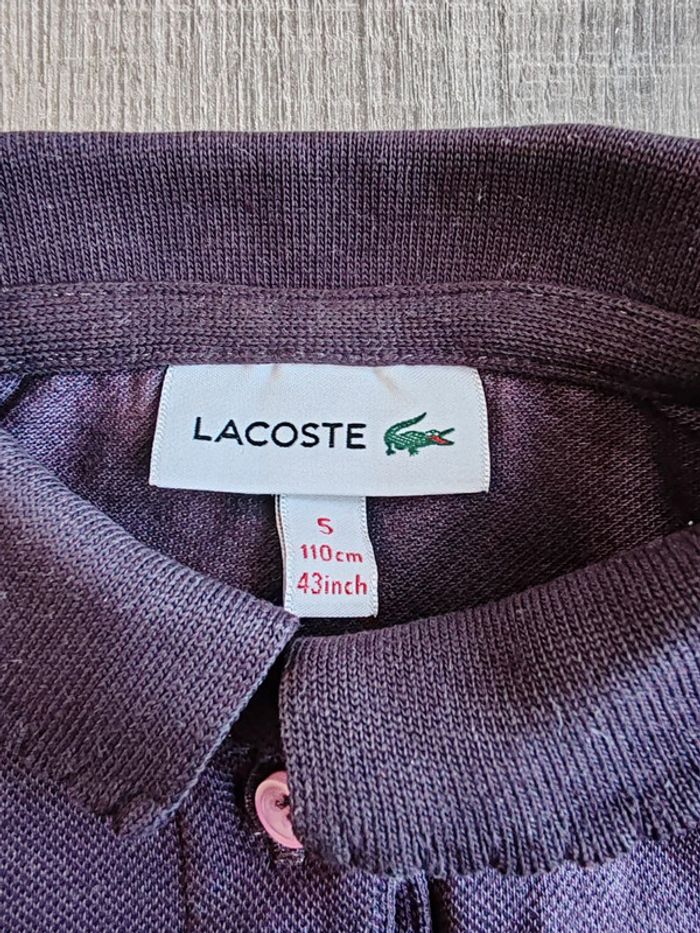 LACOSTE
5
110cm
43inch